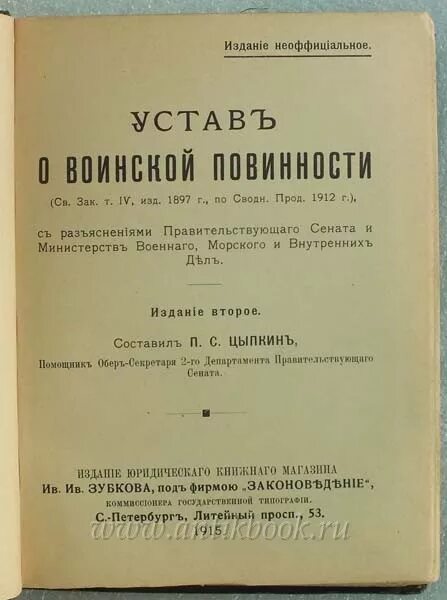 Изданіе неоффиціальное.
УСТАВЪ
О ВОИНСКОЙ ПОВИННОСТИ
(Св. Зак. т. IV, изд. 1897 г., по Сводн. Прод. 1912 г.),
съ разъясненіями Правительствующаго Сената и
Министерствъ Военнаго, Морского и Внутреннихъ
Дѣлъ.
Изданіе второе.
Составилъ П. С. ЦЫПКИНЪ,
Помощник Оберъ-Секретаря 2-го Департамента Правительствующаго
Сената.
ИЗДАНІЕ ЮРИДИЧЕСКАГО КНИЖНАГО МАГАЗИНА
Ив. Ив. ЗУБКОВА, подъ фирмою „ЗАКОНОВѢДѢНІЕ“,
КОММИССІОНЕРА ГОСУДАРСТВЕННОЙ ТИПОГРАФІИ.
С.-Петербургъ, Литейный просп., 53.
1915
www.antikbook.ru